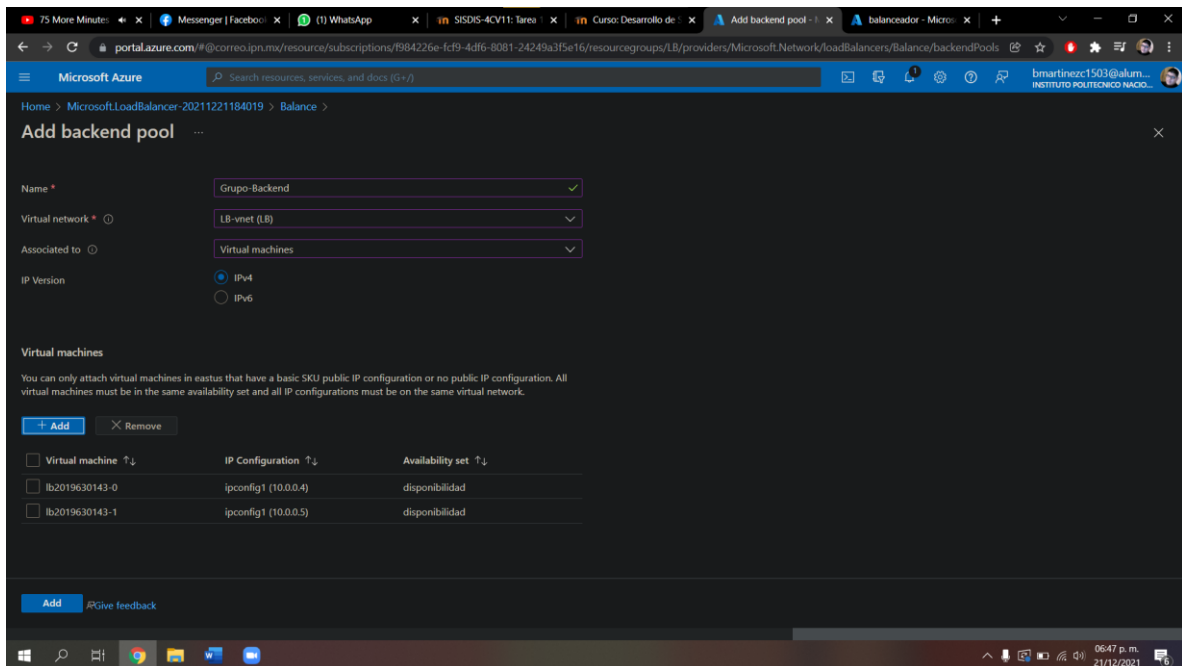 75 More Minutes
Messenger | Facebool
(1) WhatsApp
SISDIS-4CV11: Tarea 1
Curso: Desarrollo de S
Add backend pool - M
balanceador - Micros
portal.azure.com/#@correo.ipn.mx/resource/subscriptions/f984226e-fcf9-4df6-8081-24249a3f5e16/resourcegroups/LB/providers/Microsoft.Network/loadBalancers/Balance/backendPools
Microsoft Azure
Search resources, services, and docs (G+/)
1
bmartinezc1503@alum...
INSTITUTO POLITECNICO NACIO...
Home > Microsoft.LoadBalancer-20211221184019 > Balance >
Add backend pool ...
Name *
Grupo-Backend
Virtual network *
LB-vnet (LB)
Associated to
Virtual machines
IP Version
IPv4
IPv6
Virtual machines
You can only attach virtual machines in eastus that have a basic SKU public IP configuration or no public IP configuration. All
virtual machines must be in the same availability set and all IP configurations must be on the same virtual network.
+ Add
Remove
Virtual machine ↑↓
IP Configuration ↑↓
Availability set ↑↓
lb2019630143-0
ipconfig1 (10.0.0.4)
disponibilidad
lb2019630143-1
ipconfig1 (10.0.0.5)
disponibilidad
Add
Give feedback
06:47 p. m.
21/12/2021
6